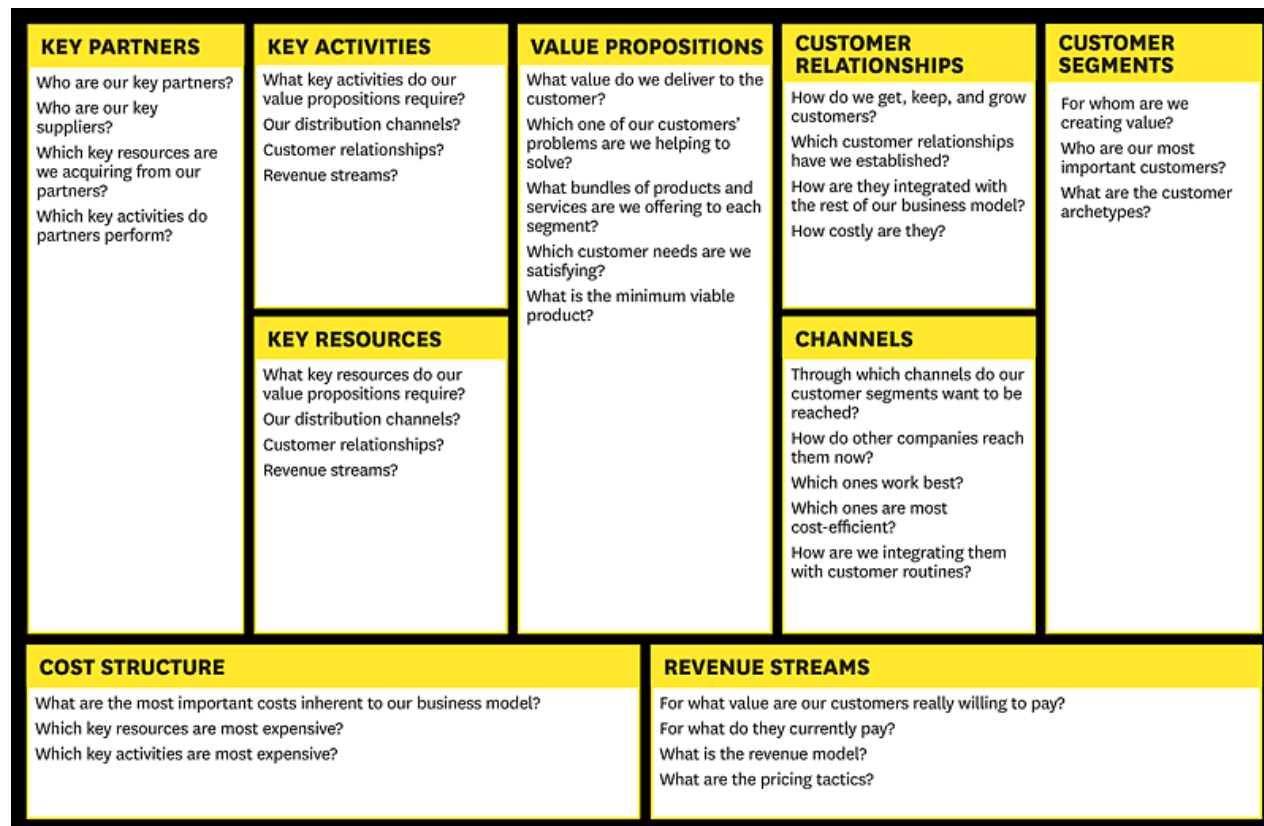 KEY PARTNERS
Who are our key partners?
Who are our key
suppliers?
Which key resources are
we acquiring from our
partners?
Which key activities do
partners perform?
KEY ACTIVITIES
What key activities do our
value propositions require?
Our distribution channels?
Customer relationships?
Revenue streams?
KEY RESOURCES
What key resources do our
value propositions require?
Our distribution channels?
Customer relationships?
Revenue streams?
VALUE PROPOSITIONS
What value do we deliver to the
customer?
Which one of our customers’
problems are we helping to
solve?
What bundles of products and
services are we offering to each
segment?
Which customer needs are we
satisfying?
What is the minimum viable
product?
CUSTOMER
RELATIONSHIPS
How do we get, keep, and grow
customers?
Which customer relationships
have we established?
How are they integrated with
the rest of our business model?
How costly are they?
CHANNELS
Through which channels do our
customer segments want to be
reached?
How do other companies reach
them now?
Which ones work best?
Which ones are most
cost-efficient?
How are we integrating them
with customer routines?
CUSTOMER
SEGMENTS
For whom are we
creating value?
Who are our most
important customers?
What are the customer
archetypes?
COST STRUCTURE
What are the most important costs inherent to our business model?
Which key resources are most expensive?
Which key activities are most expensive?
REVENUE STREAMS
For what value are our customers really willing to pay?
For what do they currently pay?
What is the revenue model?
What are the pricing tactics?